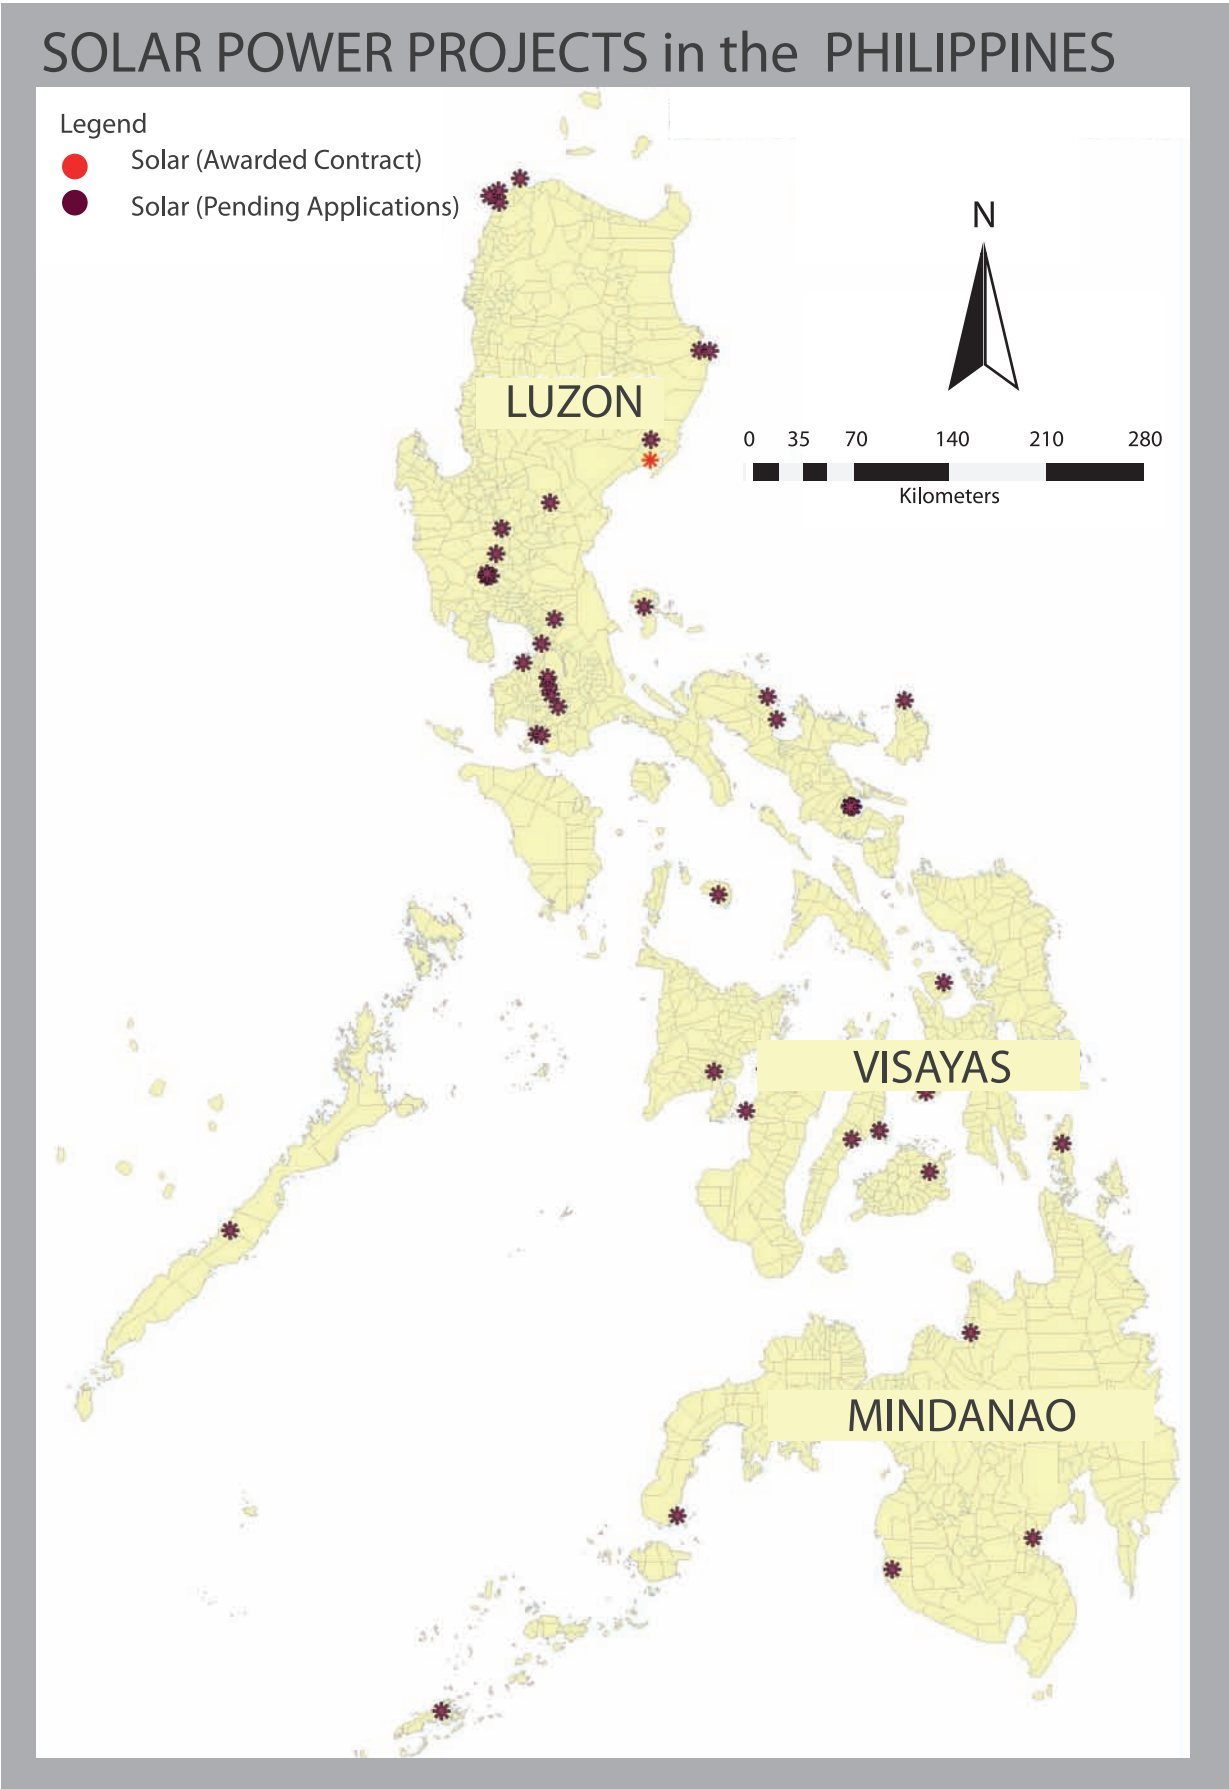 SOLAR POWER PROJECTS in the PHILIPPINES
Legend
Solar (Awarded Contract)
Solar (Pending Applications)
N
LUZON
0 35 70 140 210 280
Kilometers
VISAYAS
MINDANAO